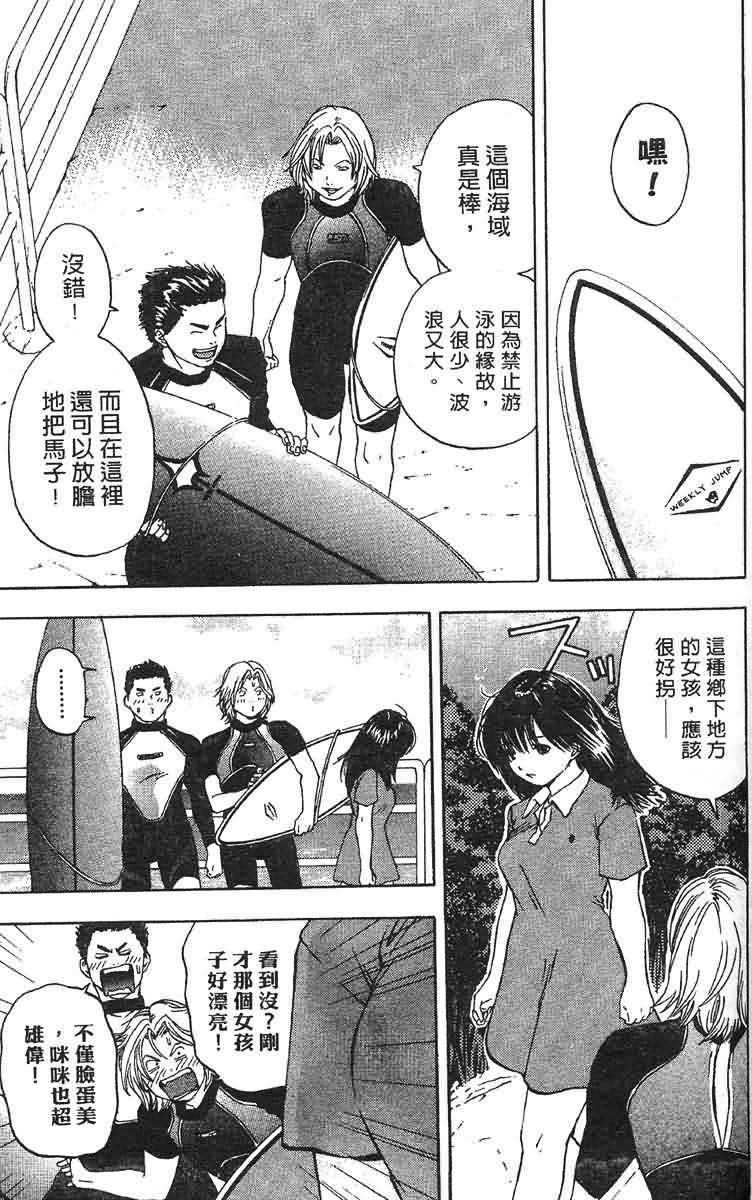 嘿！
WEEKLY JUMP
這個海域
真是棒，
因為禁止游
泳的緣故，
人很少、波
浪又大。
沒錯！
而且在這裡
還可以放膽
地把馬子！
這種鄉下地方
的女孩，應該
很好拐——
スッ
………
看到沒？剛
才那個女孩
子好漂亮！
不僅臉蛋美
，咪咪也超
雄偉！